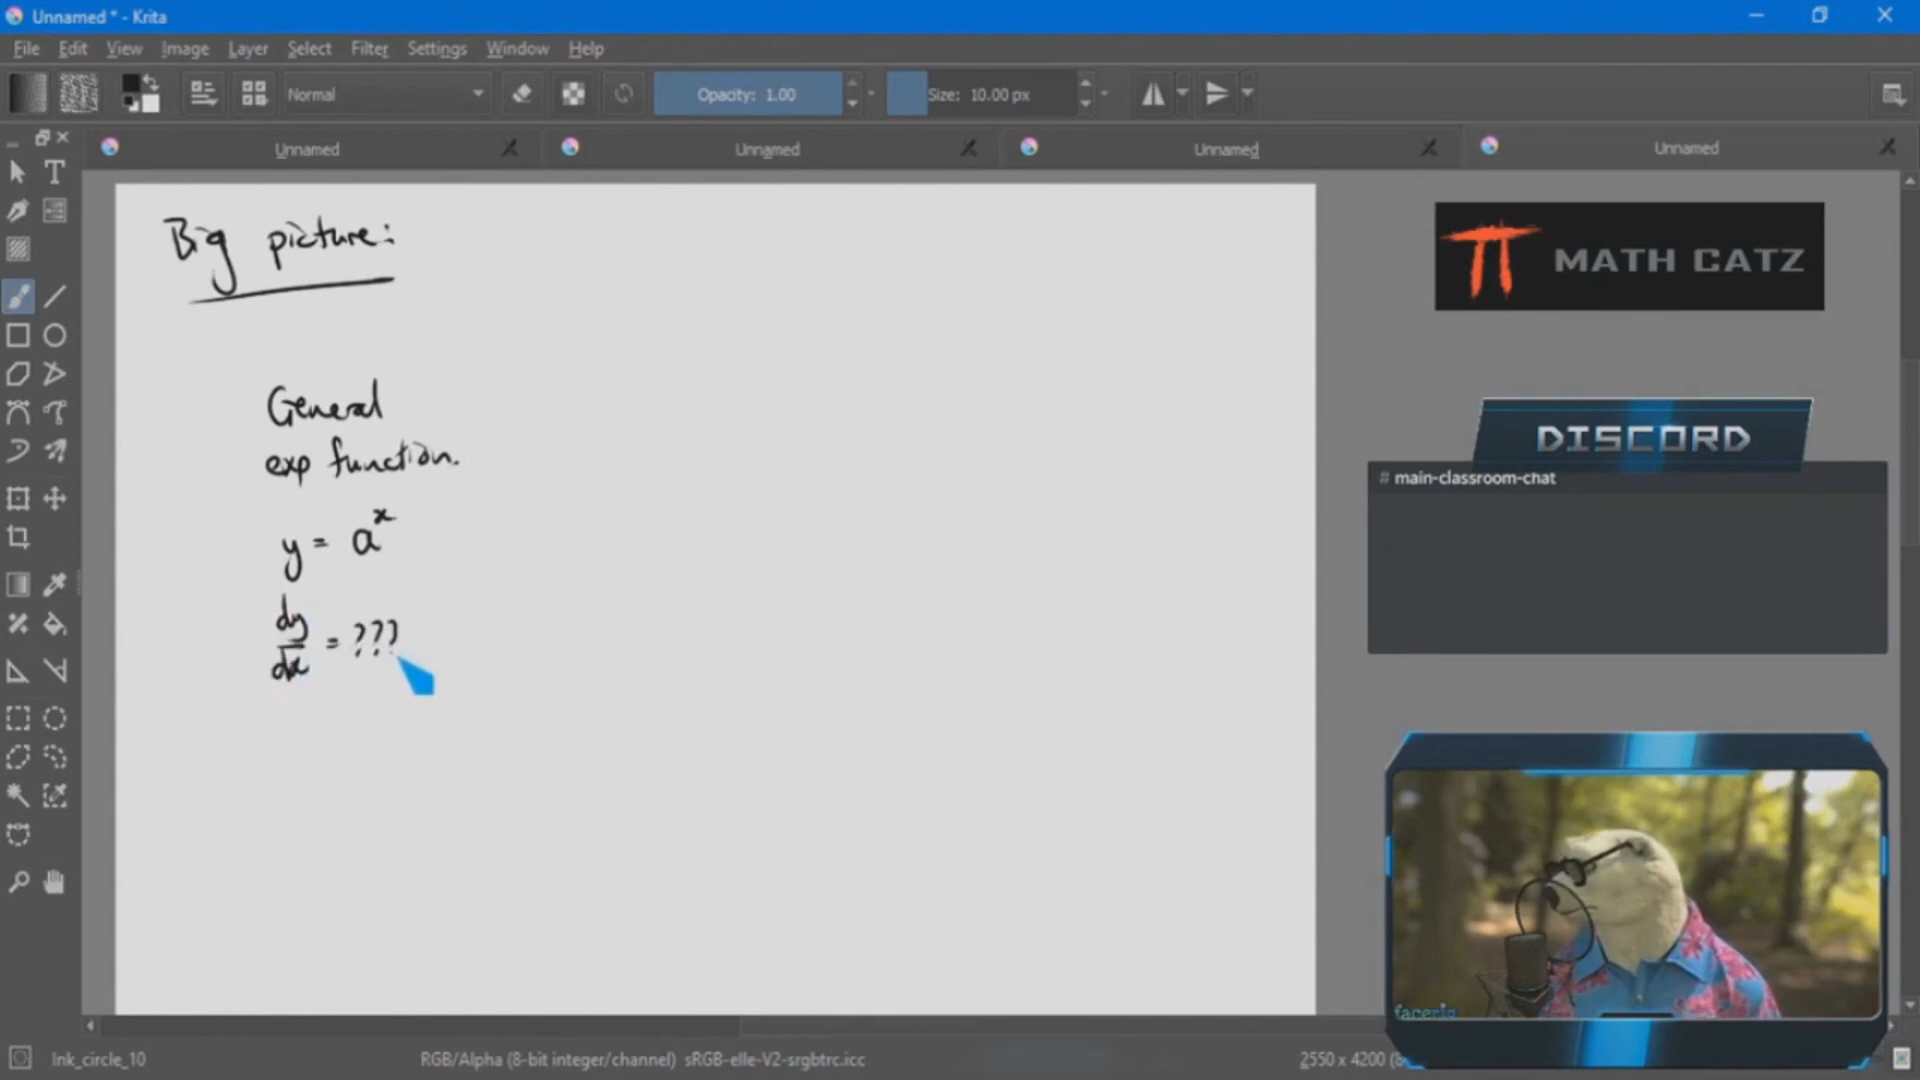 Unnamed * - Krita
File Edit View Image Layer Select Filter Settings Window Help
Normal
Opacity: 1.00
Size: 10.00 px
Unnamed
Unnamed
Unnamed
Unnamed
Big picture:
General
exp function.
y = a^x
dy/dx = ???
MATH CATZ
DISCORD
# main-classroom-chat
facerig
Ink_circle_10
RGB/Alpha (8-bit integer/channel) sRGB-elle-V2-srgbtrc.icc
2550 x 4200 (8